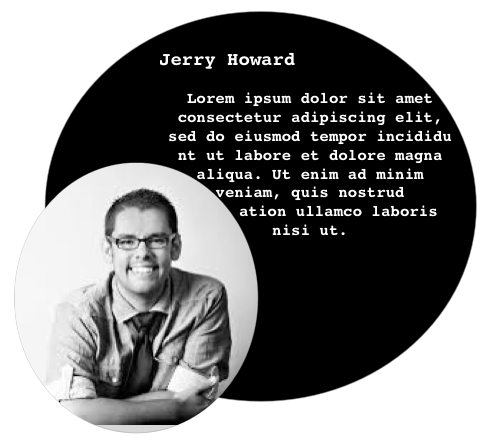 Jerry Howard
Lorem ipsum dolor sit amet
consectetur adipiscing elit,
sed do eiusmod tempor incididu
nt ut labore et dolore magna
aliqua. Ut enim ad minim
veniam, quis nostrud
ation ullamco laboris
nisi ut.